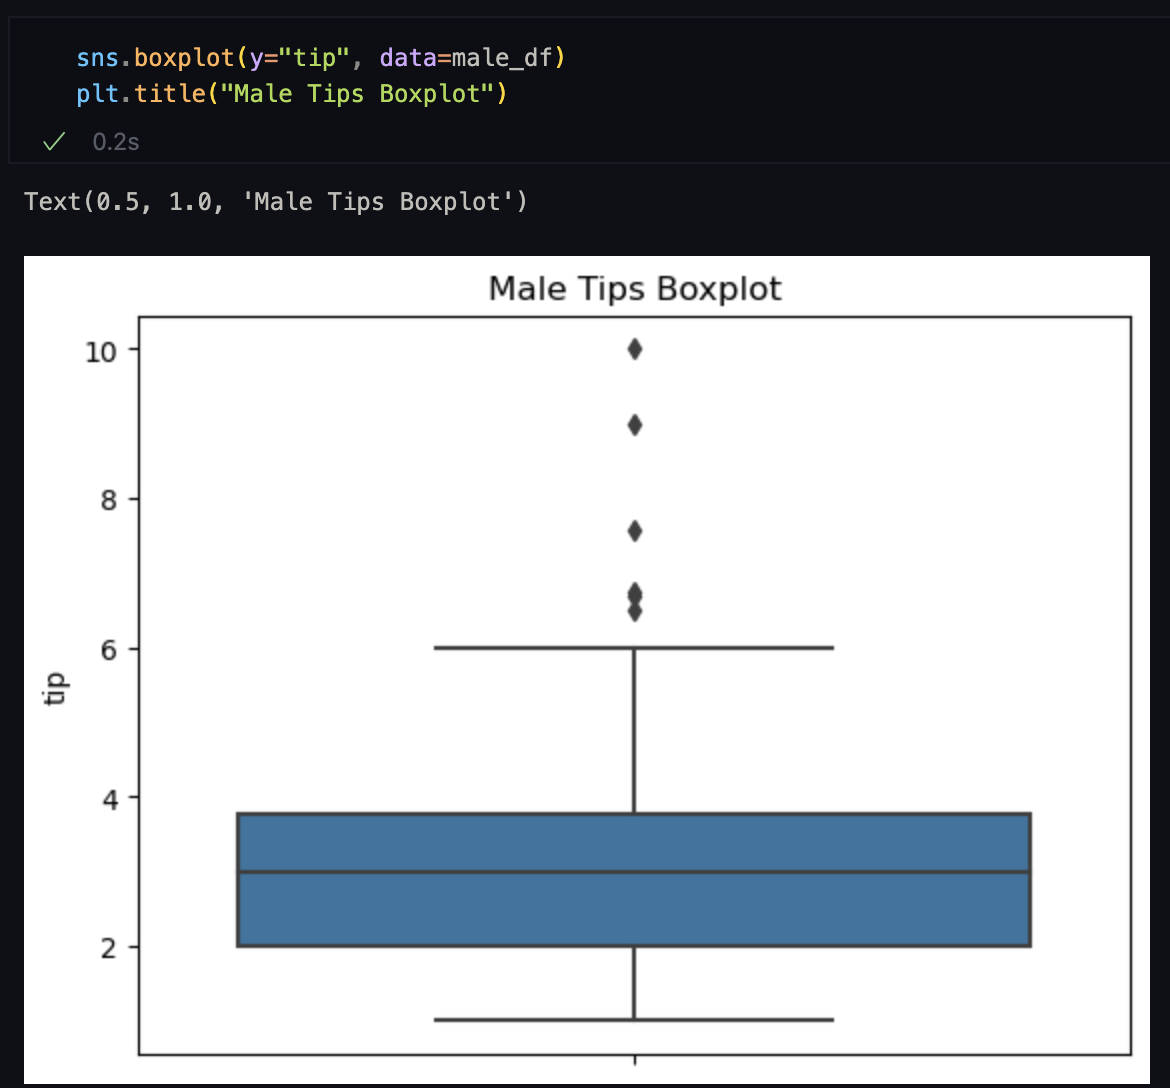 sns.boxplot(y="tip", data=male_df)
plt.title("Male Tips Boxplot")
0.2s
Text(0.5, 1.0, 'Male Tips Boxplot')
Male Tips Boxplot
10
8
6
4
2
tip